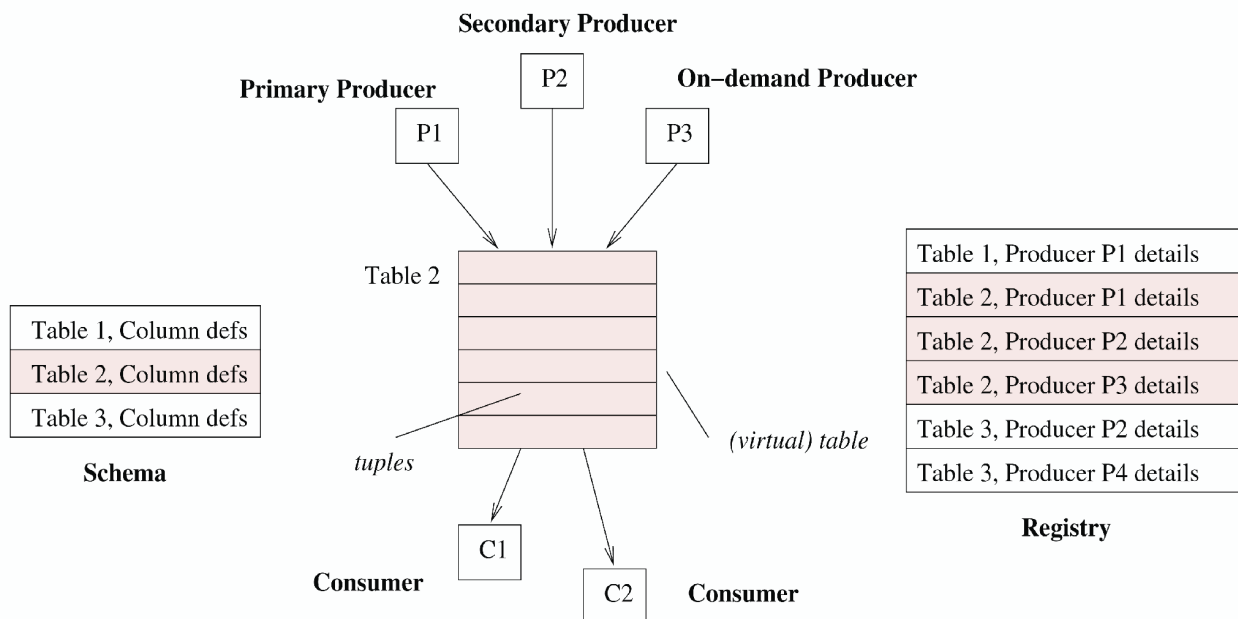 Secondary Producer
P2
Primary Producer
On-demand Producer
P1
P3
Table 2
Table 1, Column defs
Table 2, Column defs
Table 3, Column defs
Schema
tuples
(virtual) table
Table 1, Producer P1 details
Table 2, Producer P1 details
Table 2, Producer P2 details
Table 2, Producer P3 details
Table 3, Producer P2 details
Table 3, Producer P4 details
Registry
C1
Consumer
C2
Consumer